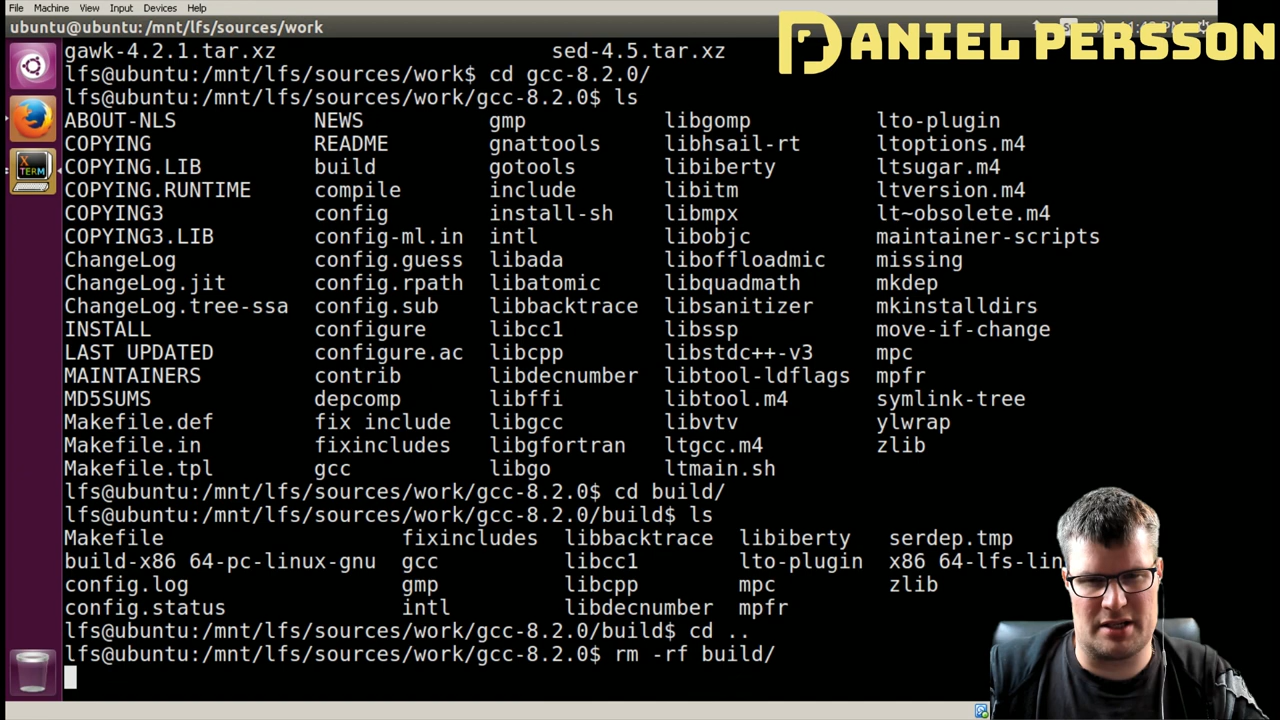 File Machine View Input Devices Help
DANIEL PERSSON
ubuntu@ubuntu: /mnt/lfs/sources/work
gawk-4.2.1.tar.xz sed-4.5.tar.xz
lfs@ubuntu:/mnt/lfs/sources/work$ cd gcc-8.2.0/
lfs@ubuntu:/mnt/lfs/sources/work/gcc-8.2.0$ ls
ABOUT-NLS NEWS gmp libgomp lto-plugin
COPYING README gnattools libhsail-rt ltoptions.m4
COPYING.LIB build gotools libiberty ltsugar.m4
COPYING.RUNTIME compile include libitm ltversion.m4
COPYING3 config install-sh libmpx lt~obsolete.m4
COPYING3.LIB config-ml.in intl libobjc maintainer-scripts
ChangeLog config.guess libada liboffloadmic missing
ChangeLog.jit config.rpath libatomic libquadmath mkdep
ChangeLog.tree-ssa config.sub libbacktrace libsanitizer mkinstalldirs
INSTALL configure libcc1 libssp move-if-change
LAST UPDATED configure.ac libcpp libstdc++-v3 mpc
MAINTAINERS contrib libdecnumber libtool-ldflags mpfr
MD5SUMS depcomp libffi libtool.m4 symlink-tree
Makefile.def fix include libgcc libvtv ylwrap
Makefile.in fixincludes libgfortran ltgcc.m4 zlib
Makefile.tpl gcc libgo ltmain.sh
lfs@ubuntu:/mnt/lfs/sources/work/gcc-8.2.0$ cd build/
lfs@ubuntu:/mnt/lfs/sources/work/gcc-8.2.0/build$ ls
Makefile fixincludes libbacktrace libiberty serdep.tmp
build-x86 64-pc-linux-gnu gcc libcc1 lto-plugin x86 64-lfs-lin
config.log gmp libcpp mpc zlib
config.status intl libdecnumber mpfr
lfs@ubuntu:/mnt/lfs/sources/work/gcc-8.2.0/build$ cd ..
lfs@ubuntu:/mnt/lfs/sources/work/gcc-8.2.0$ rm -rf build/
X TERM